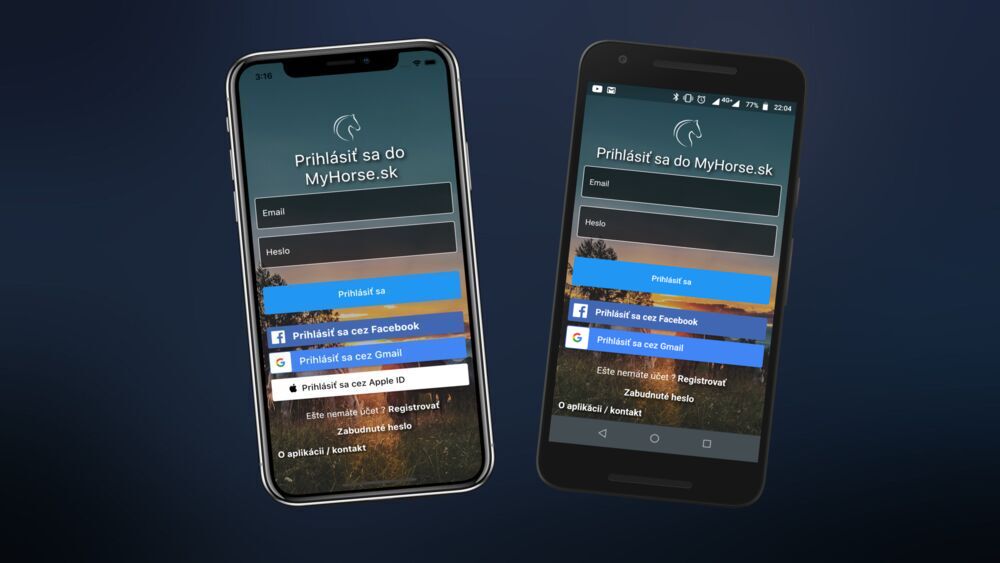 3:16
Prihlásiť sa do
MyHorse.sk
Email
Heslo
Prihlásiť sa
Prihlásiť sa cez Facebook
Prihlásiť sa cez Gmail
Prihlásiť sa cez Apple ID
Ešte nemáte účet ? Registrovať
Zabudnuté heslo
O aplikácii / kontakt
4G+ 77% 22:04
Prihlásiť sa do MyHorse.sk
Email
Heslo
Prihlásiť sa
Prihlásiť sa cez Facebook
Prihlásiť sa cez Gmail
Ešte nemáte účet ? Registrovať
Zabudnuté heslo
O aplikácii / kontakt